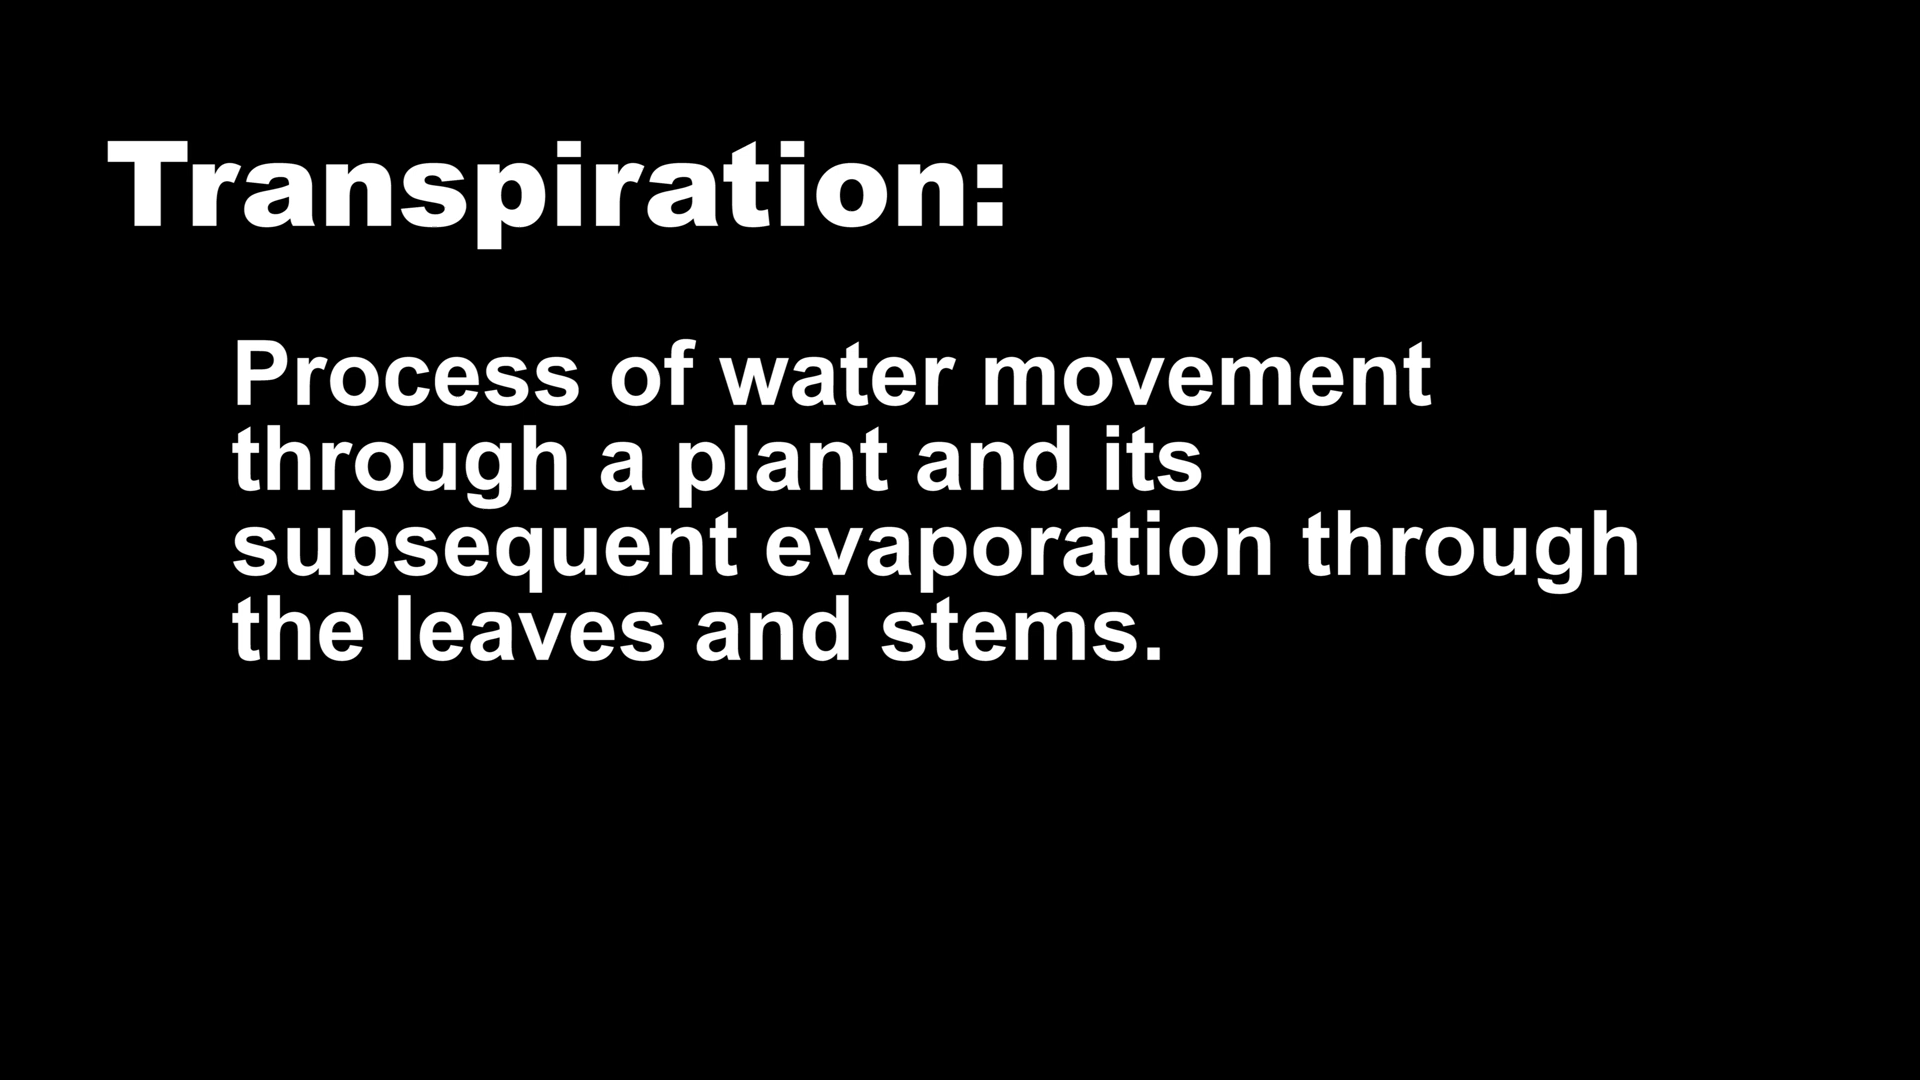 Transpiration:
Process of water movement
through a plant and its
subsequent evaporation through
the leaves and stems.